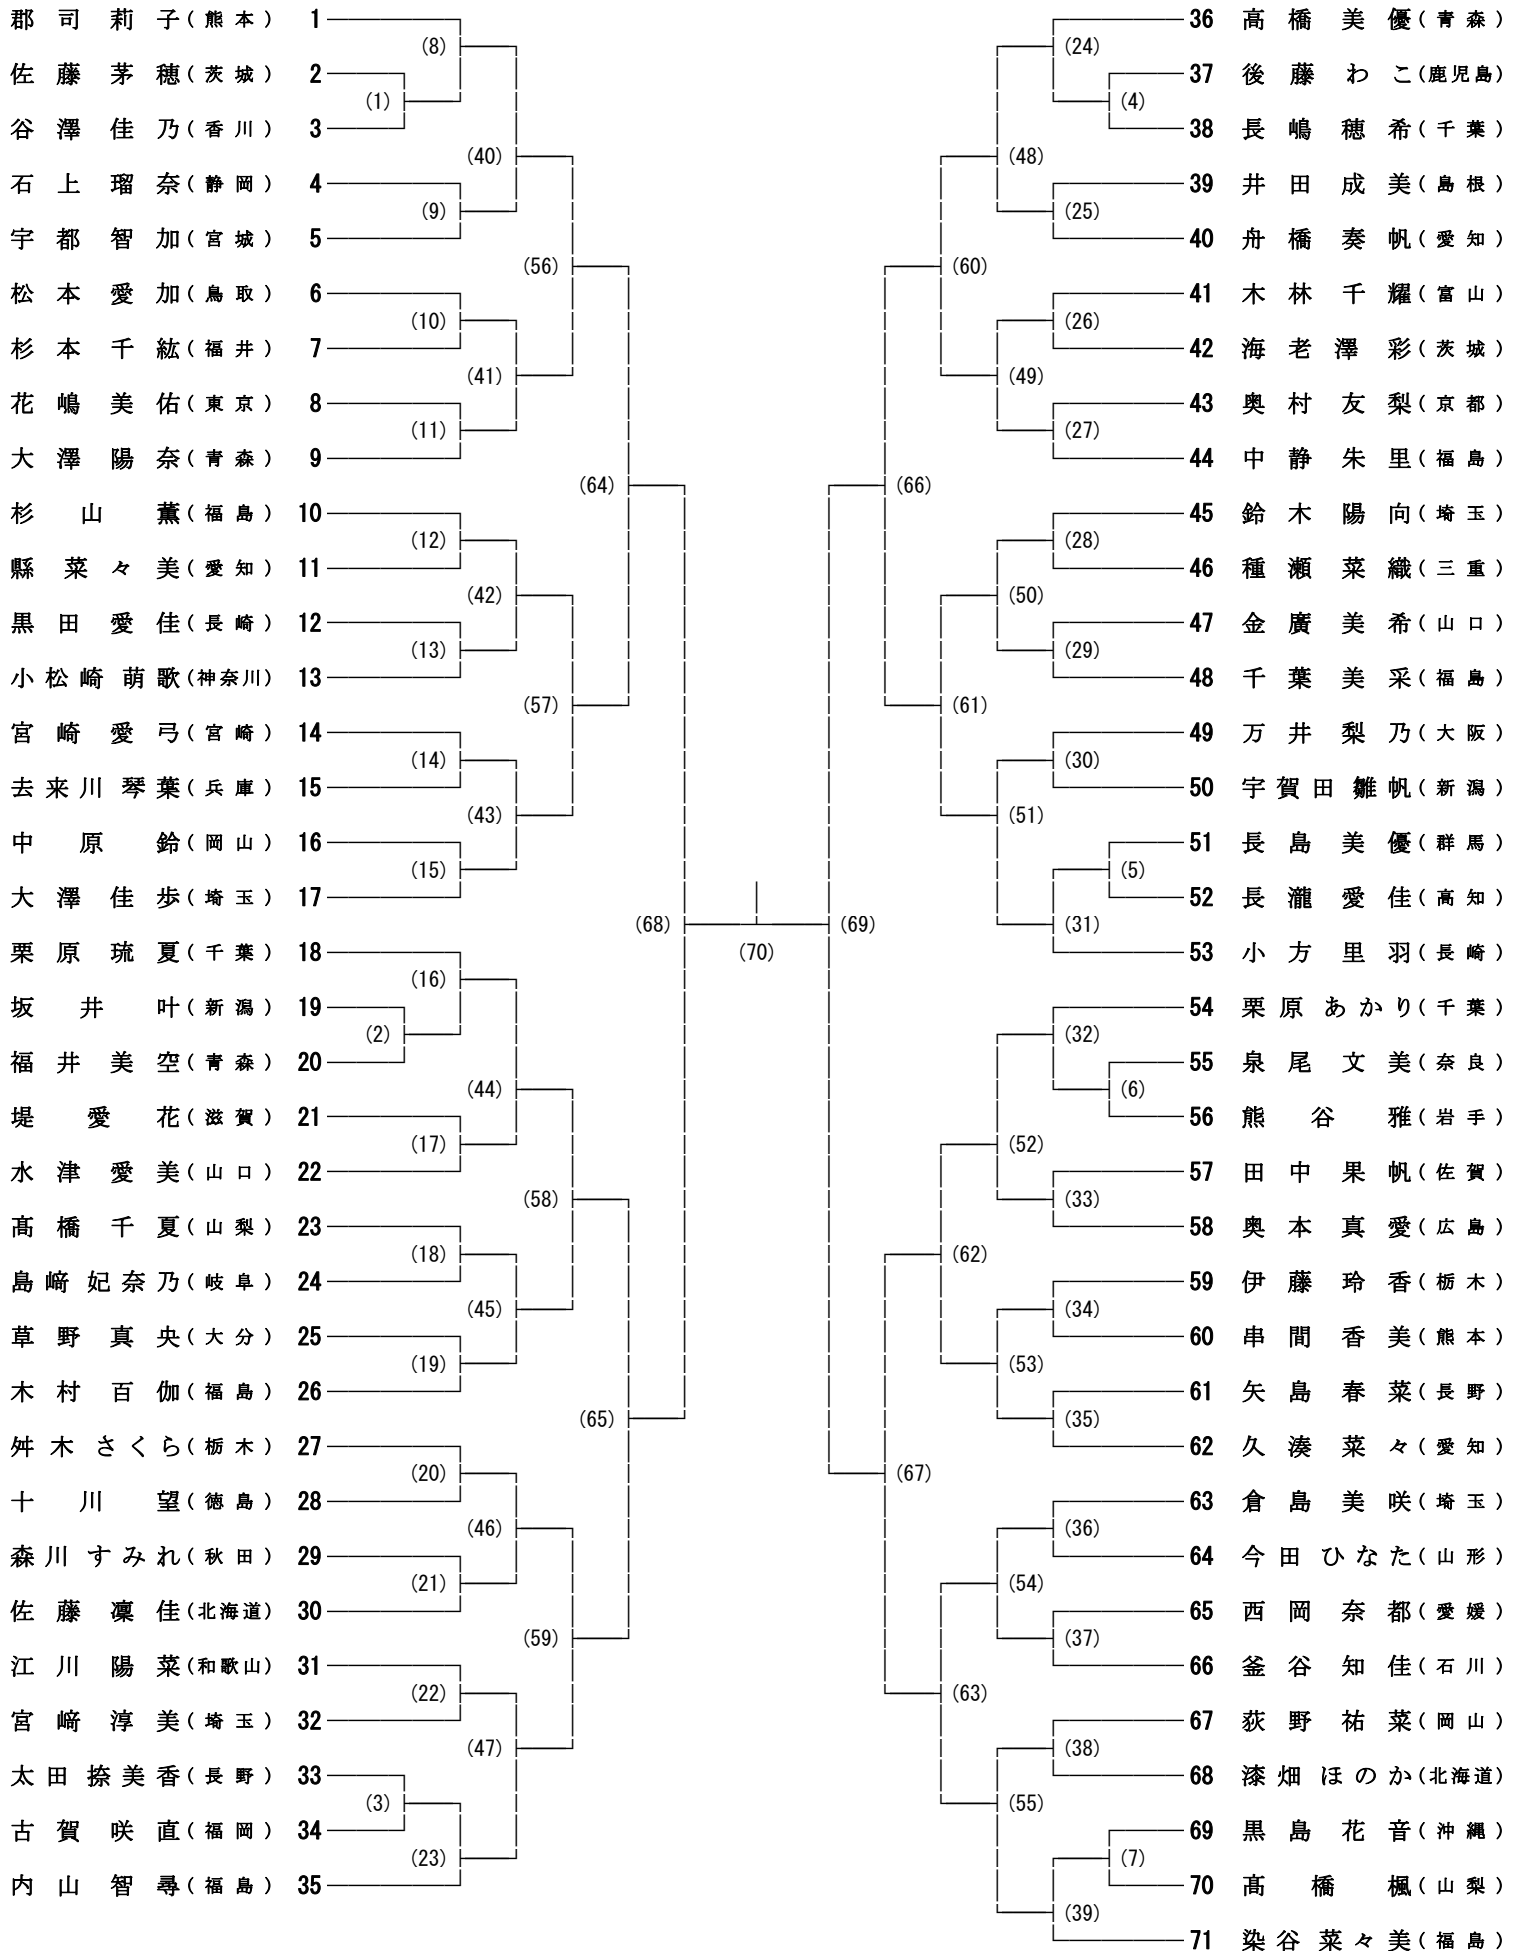 郡司莉子(熊本) 1
(8)
佐藤茅穂(茨城) 2
(1)
谷澤佳乃(香川) 3
(40)
石上瑠奈(静岡) 4
(9)
宇都智加(宮城) 5
(56)
松本愛加(鳥取) 6
(10)
杉本千紘(福井) 7
(41)
花嶋美佑(東京) 8
(11)
大澤陽奈(青森) 9
(64)
杉山薫(福島) 10
(12)
縣菜々美(愛知) 11
(42)
黒田愛佳(長崎) 12
(13)
小松崎萌歌(神奈川) 13
(57)
宮崎愛弓(宮崎) 14
(14)
去来川琴葉(兵庫) 15
(43)
中原鈴(岡山) 16
(15)
大澤佳歩(埼玉) 17
(68)
栗原琉夏(千葉) 18
(16)
坂井叶(新潟) 19
(2)
福井美空(青森) 20
(44)
堤愛花(滋賀) 21
(17)
水津愛美(山口) 22
(58)
髙橋千夏(山梨) 23
(18)
島﨑妃奈乃(岐阜) 24
(45)
草野真央(大分) 25
(19)
木村百伽(福島) 26
(65)
舛木さくら(栃木) 27
(20)
十川望(徳島) 28
(46)
森川すみれ(秋田) 29
(21)
佐藤凜佳(北海道) 30
(59)
江川陽菜(和歌山) 31
(22)
宮﨑淳美(埼玉) 32
(47)
太田捺美香(長野) 33
(3)
古賀咲直(福岡) 34
(23)
内山智尋(福島) 35
(70)
36 高橋美優(青森)
(24)
37 後藤わこ(鹿児島)
(4)
38 長嶋穂希(千葉)
(48)
39 井田成美(島根)
(25)
40 舟橋奏帆(愛知)
(60)
41 木林千耀(富山)
(26)
42 海老澤彩(茨城)
(49)
43 奥村友梨(京都)
(27)
44 中静朱里(福島)
(66)
45 鈴木陽向(埼玉)
(28)
46 種瀬菜織(三重)
(50)
47 金廣美希(山口)
(29)
48 千葉美采(福島)
(61)
49 万井梨乃(大阪)
(30)
50 宇賀田雛帆(新潟)
(51)
51 長島美優(群馬)
(5)
52 長瀧愛佳(高知)
(31)
(69)
53 小方里羽(長崎)
54 栗原あかり(千葉)
(32)
55 泉尾文美(奈良)
(6)
56 熊谷雅(岩手)
(52)
57 田中果帆(佐賀)
(33)
58 奥本真愛(広島)
(62)
59 伊藤玲香(栃木)
(34)
60 串間香美(熊本)
(53)
61 矢島春菜(長野)
(35)
62 久湊菜々(愛知)
(67)
63 倉島美咲(埼玉)
(36)
64 今田ひなた(山形)
(54)
65 西岡奈都(愛媛)
(37)
66 釜谷知佳(石川)
(63)
67 荻野祐菜(岡山)
(38)
68 漆畑ほのか(北海道)
(55)
69 黒島花音(沖縄)
(7)
70 髙橋楓(山梨)
(39)
71 染谷菜々美(福島)